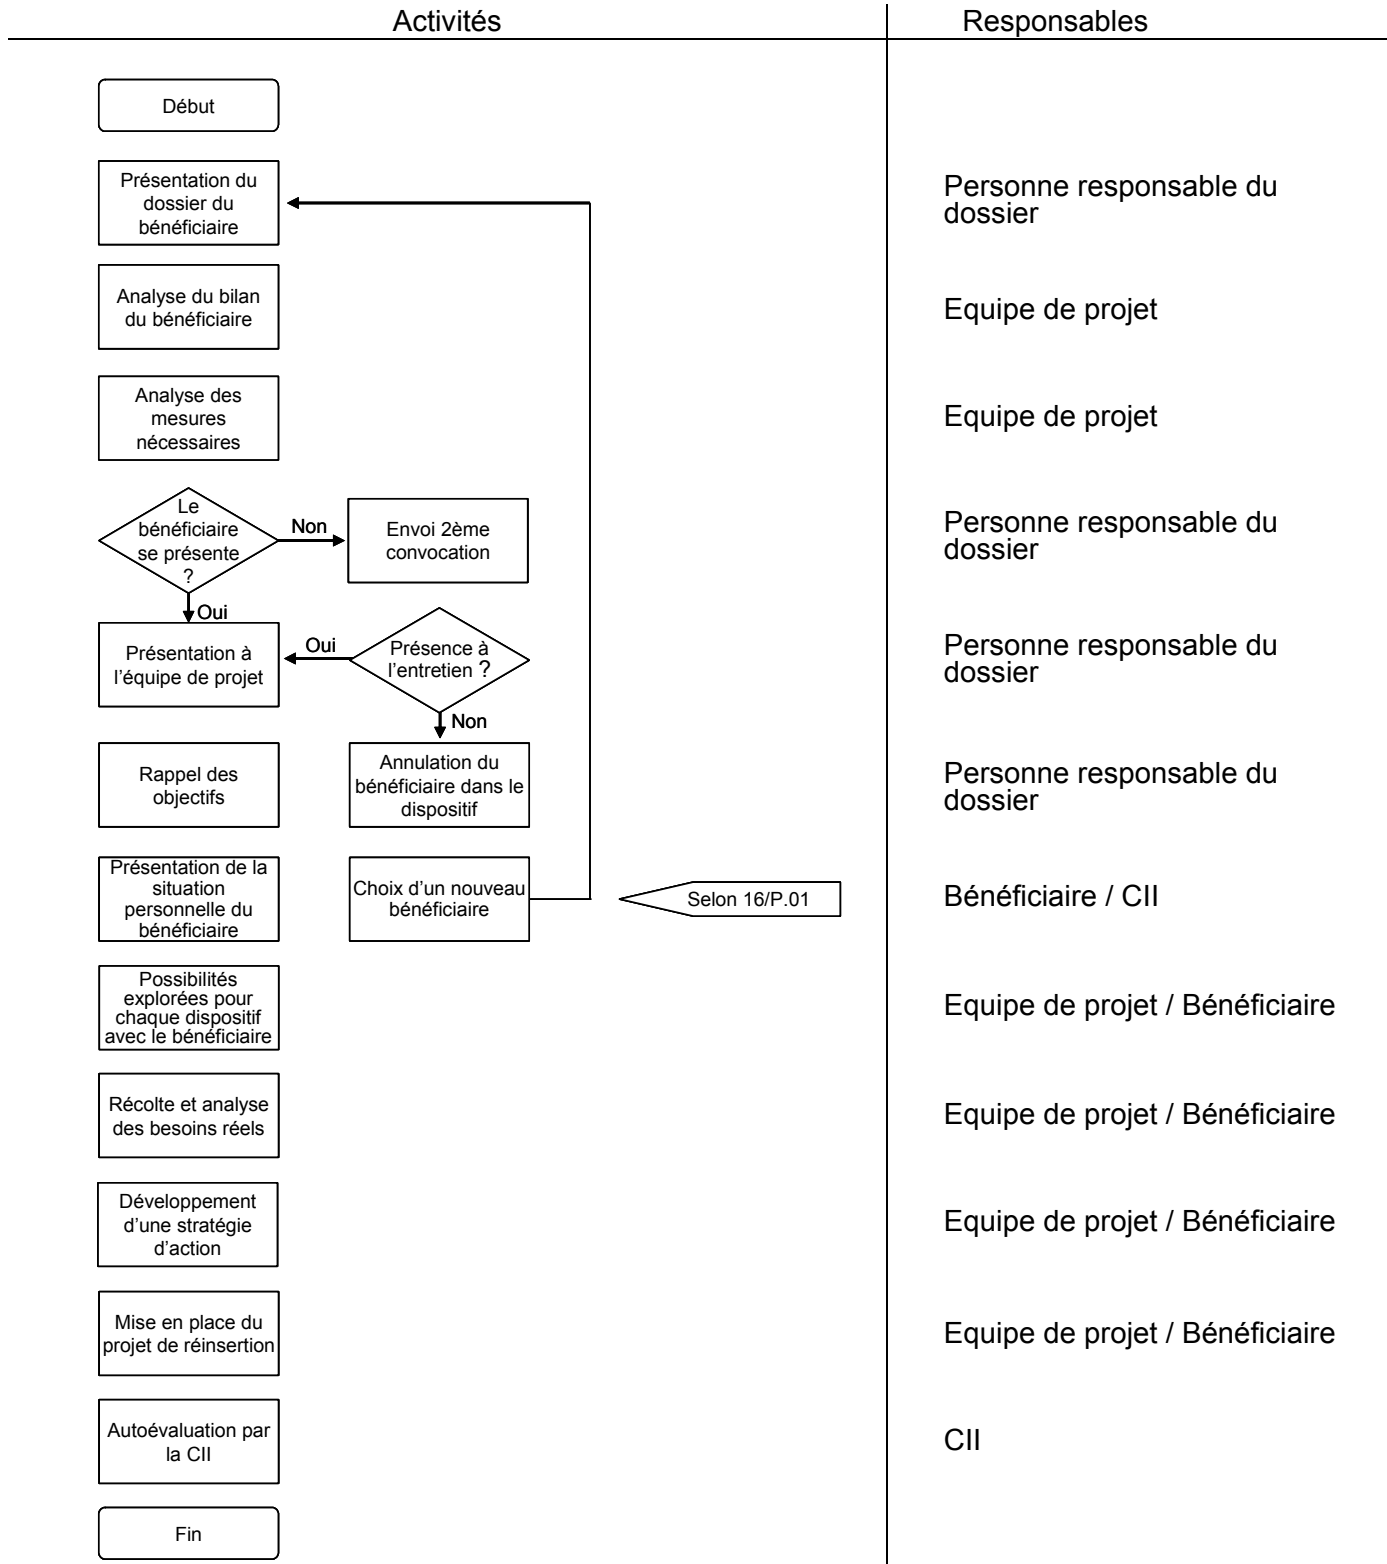 Activités
Responsables
Début
Présentation du
dossier du
bénéficiaire
Personne responsable du
dossier
Analyse du bilan
du bénéficiaire
Equipe de projet
Analyse des
mesures
nécessaires
Equipe de projet
Le
bénéficiaire
se présente
?
Non
Envoi 2ème
convocation
Personne responsable du
dossier
Oui
Présentation à
l’équipe de projet
Oui
Présence à
l’entretien ?
Personne responsable du
dossier
Non
Rappel des
objectifs
Annulation du
bénéficiaire dans le
dispositif
Personne responsable du
dossier
Présentation de la
situation
personnelle du
bénéficiaire
Choix d’un nouveau
bénéficiaire
Selon 16/P.01
Bénéficiaire / CII
Possibilités
explorées pour
chaque dispositif
avec le bénéficiaire
Equipe de projet / Bénéficiaire
Récolte et analyse
des besoins réels
Equipe de projet / Bénéficiaire
Développement
d’une stratégie
d’action
Equipe de projet / Bénéficiaire
Mise en place du
projet de réinsertion
Equipe de projet / Bénéficiaire
Autoévaluation par
la CII
CII
Fin